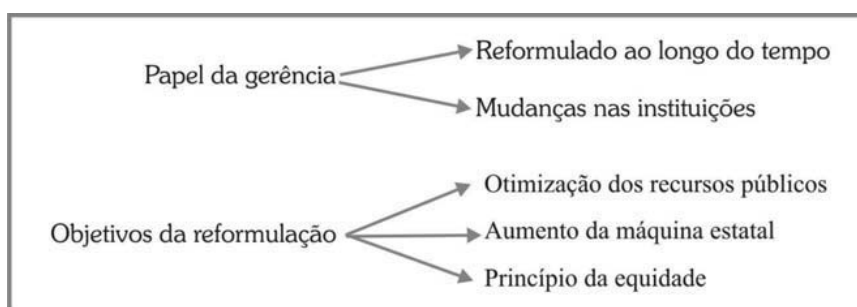 Papel da gerência
Reformulado ao longo do tempo
Mudanças nas instituições
Objetivos da reformulação
Otimização dos recursos públicos
Aumento da máquina estatal
Princípio da equidade